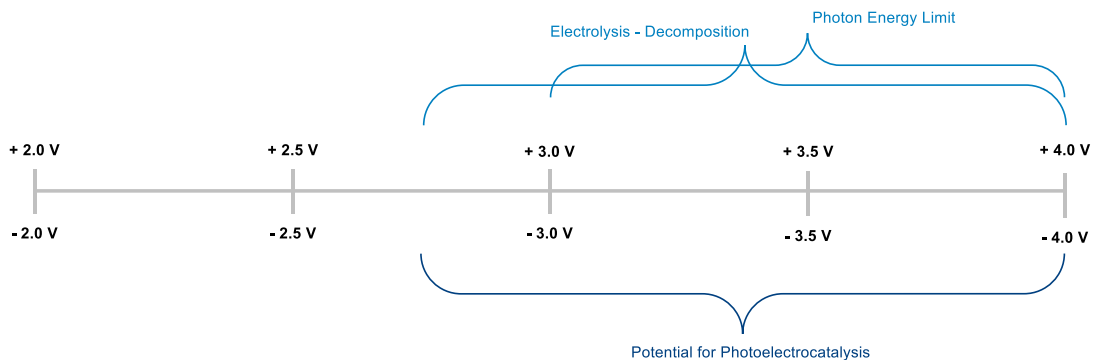 Photon Energy Limit
Electrolysis - Decomposition
+ 2.0 V
+ 2.5 V
+ 3.0 V
+ 3.5 V
+ 4.0 V
- 2.0 V
- 2.5 V
- 3.0 V
- 3.5 V
- 4.0 V
Potential for Photoelectrocatalysis